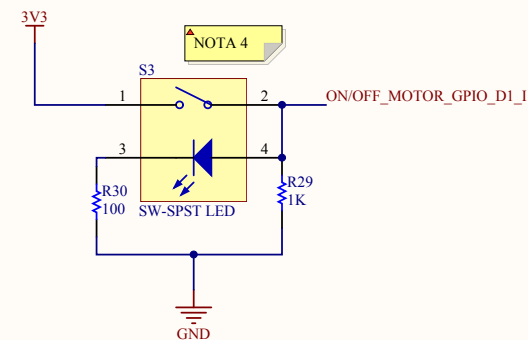 3V3
NOTA 4
S3
1
2
ON/OFF_MOTOR_GPIO_D1_I
3
4
R30
100
R29
1K
SW-SPST LED
GND